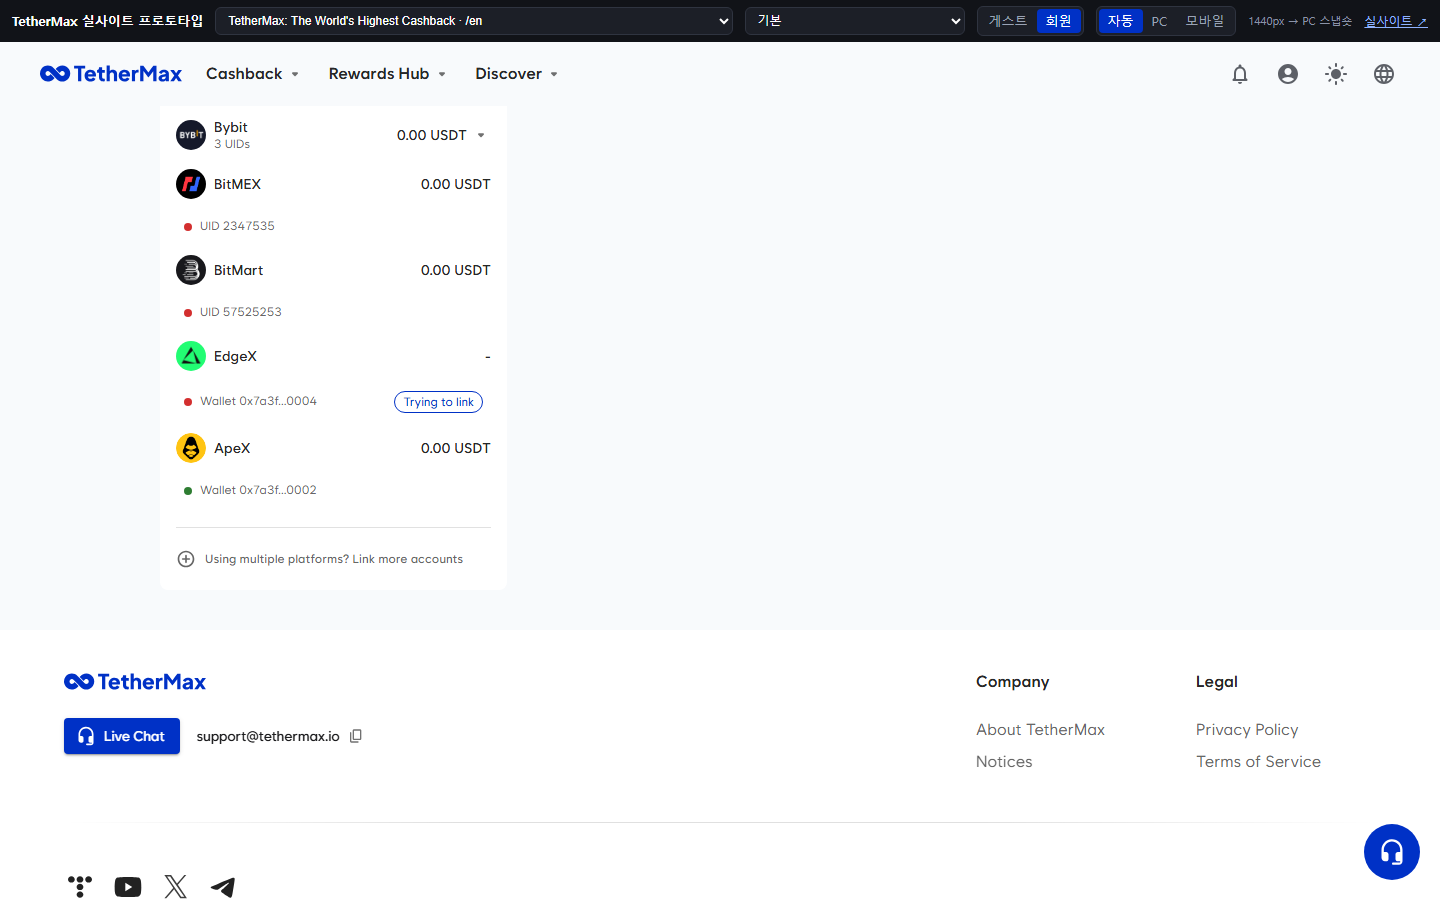 TetherMax 실사이트 프로토타입
TetherMax: The World's Highest Cashback · /en
기본
게스트 회원
자동 PC 모바일
1440px → PC 스냅숏
실사이트 ↗
TetherMax
Cashback
Rewards Hub
Discover
BYBIT
Bybit
3 UIDs
0.00 USDT
BitMEX
0.00 USDT
UID 2347535
BitMart
0.00 USDT
UID 57525253
EdgeX
-
Wallet 0x7a3f...0004
Trying to link
ApeX
0.00 USDT
Wallet 0x7a3f...0002
Using multiple platforms? Link more accounts
TetherMax
Live Chat
support@tethermax.io
Company
About TetherMax
Notices
Legal
Privacy Policy
Terms of Service